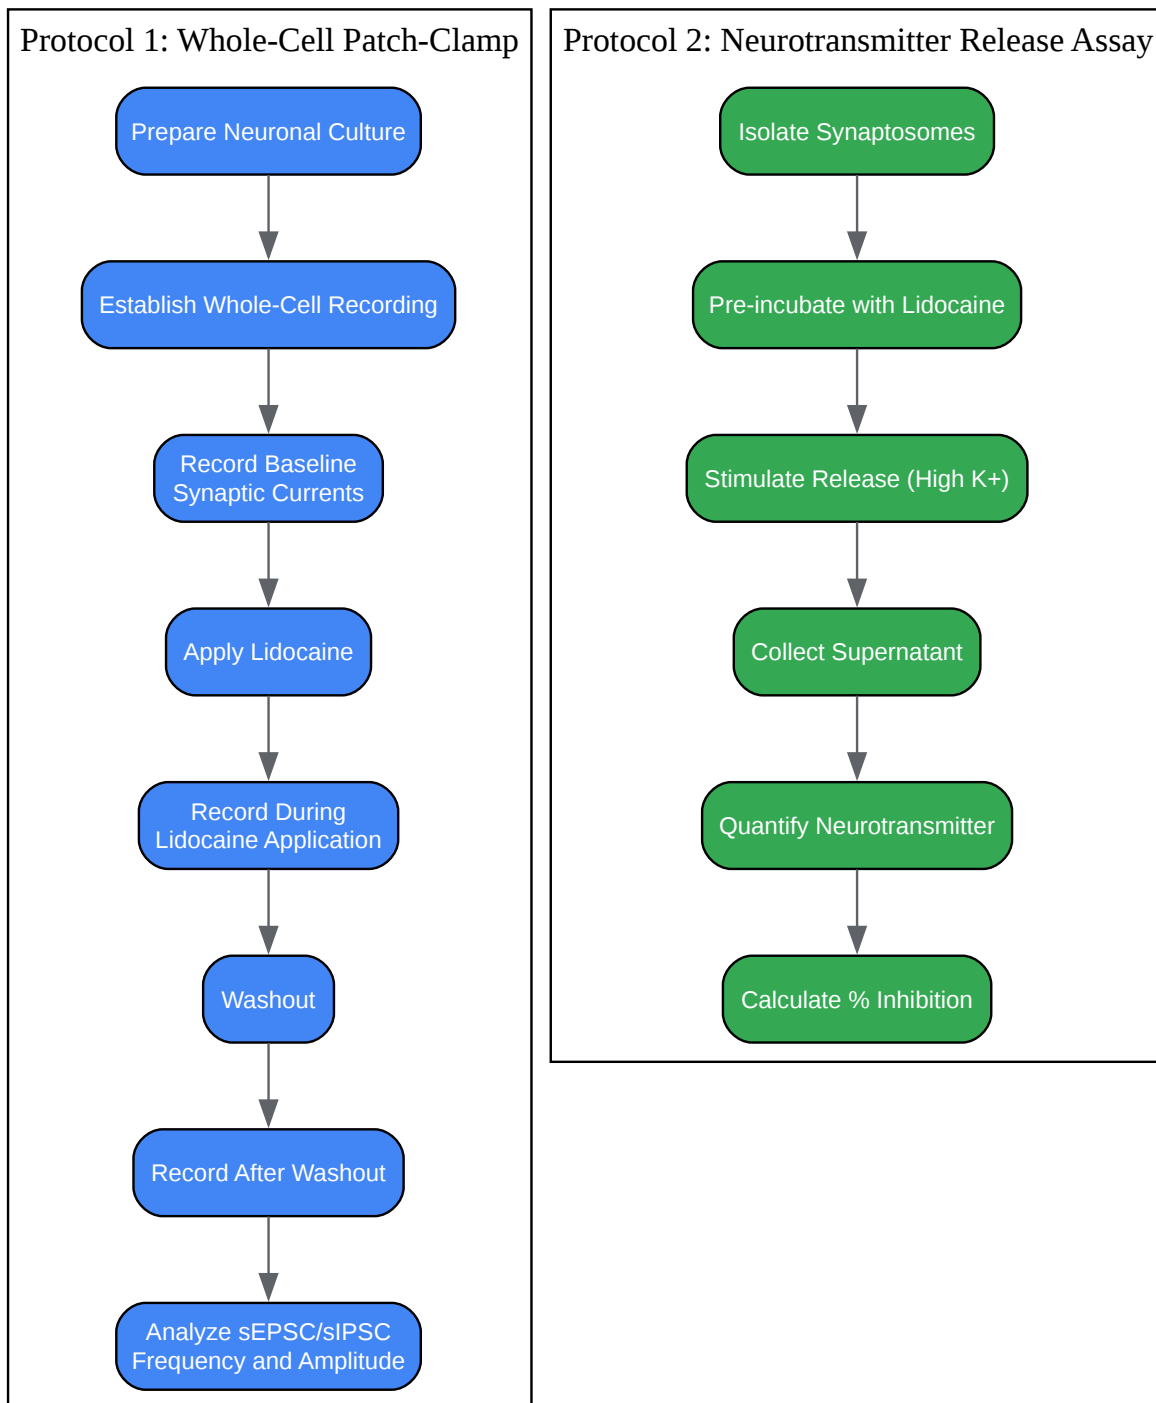 Protocol 1: Whole-Cell Patch-Clamp
Prepare Neuronal Culture
Establish Whole-Cell Recording
Record Baseline
Synaptic Currents
Apply Lidocaine
Record During
Lidocaine Application
Washout
Record After Washout
Analyze sEPSC/sIPSC
Frequency and Amplitude
Protocol 2: Neurotransmitter Release Assay
Isolate Synaptosomes
Pre-incubate with Lidocaine
Stimulate Release (High K+)
Collect Supernatant
Quantify Neurotransmitter
Calculate % Inhibition